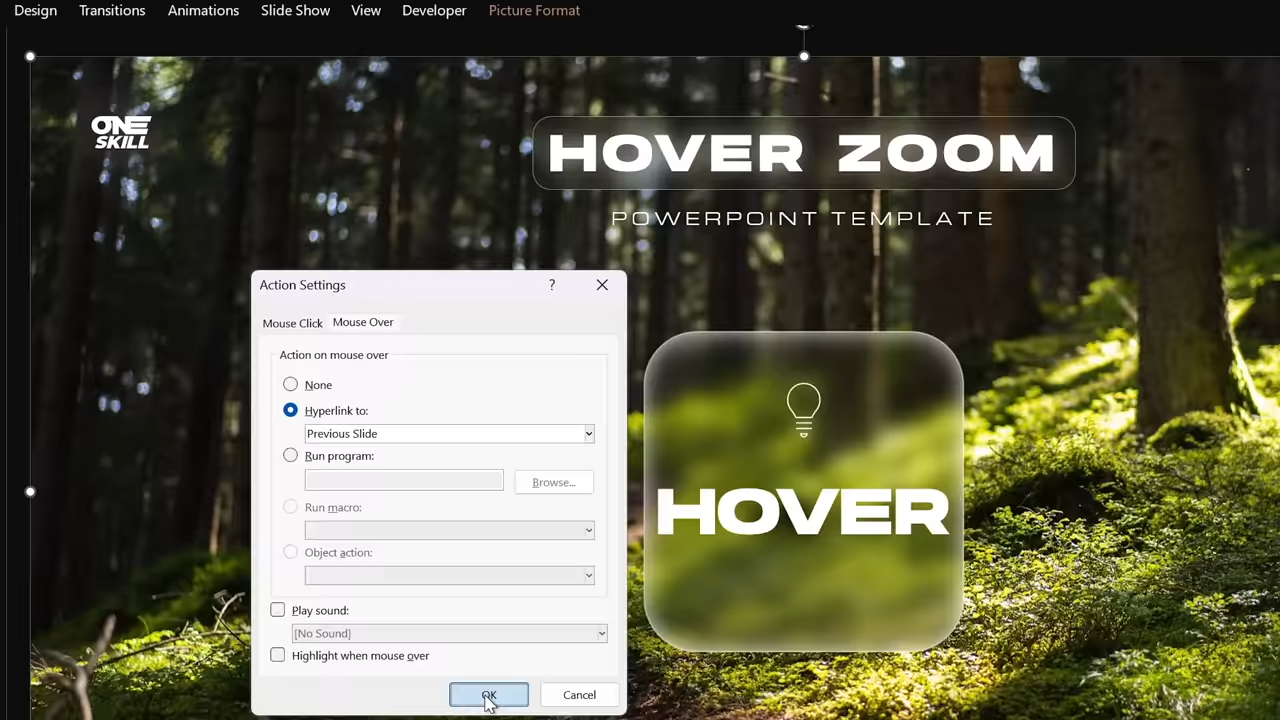 Design Transitions Animations Slide Show View Developer Picture Format
ONE
SKILL
HOVER ZOOM
POWERPOINT TEMPLATE
Action Settings ?
Mouse Click Mouse Over
Action on mouse over
None
Hyperlink to:
Previous Slide
Run program:
Browse...
Run macro:
Object action:
Play sound:
[No Sound]
Highlight when mouse over
OK Cancel
HOVER